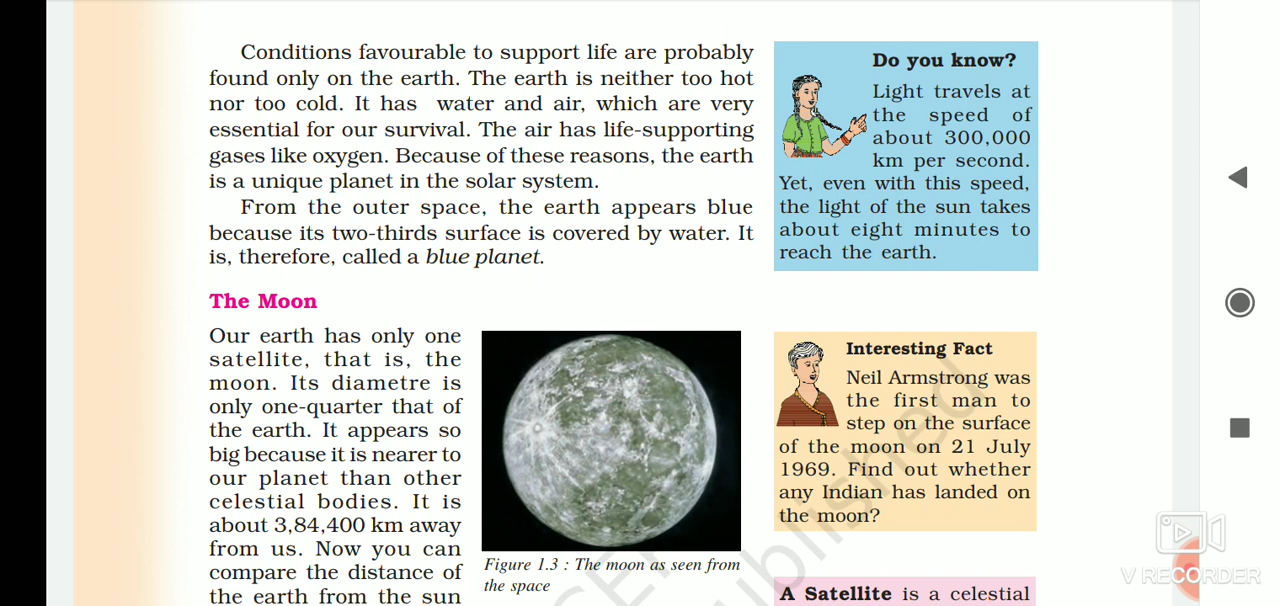 Conditions favourable to support life are probably
found only on the earth. The earth is neither too hot
nor too cold. It has water and air, which are very
essential for our survival. The air has life-supporting
gases like oxygen. Because of these reasons, the earth
is a unique planet in the solar system.
From the outer space, the earth appears blue
because its two-thirds surface is covered by water. It
is, therefore, called a blue planet.
The Moon
Our earth has only one
satellite, that is, the
moon. Its diametre is
only one-quarter that of
the earth. It appears so
big because it is nearer to
our planet than other
celestial bodies. It is
about 3,84,400 km away
from us. Now you can
compare the distance of
the earth from the sun
Figure 1.3 : The moon as seen from
the space
Do you know?
Light travels at
the speed of
about 300,000
km per second.
Yet, even with this speed,
the light of the sun takes
about eight minutes to
reach the earth.
Interesting Fact
Neil Armstrong was
the first man to
step on the surface
of the moon on 21 July
1969. Find out whether
any Indian has landed on
the moon?
A Satellite is a celestial
V RECORDER